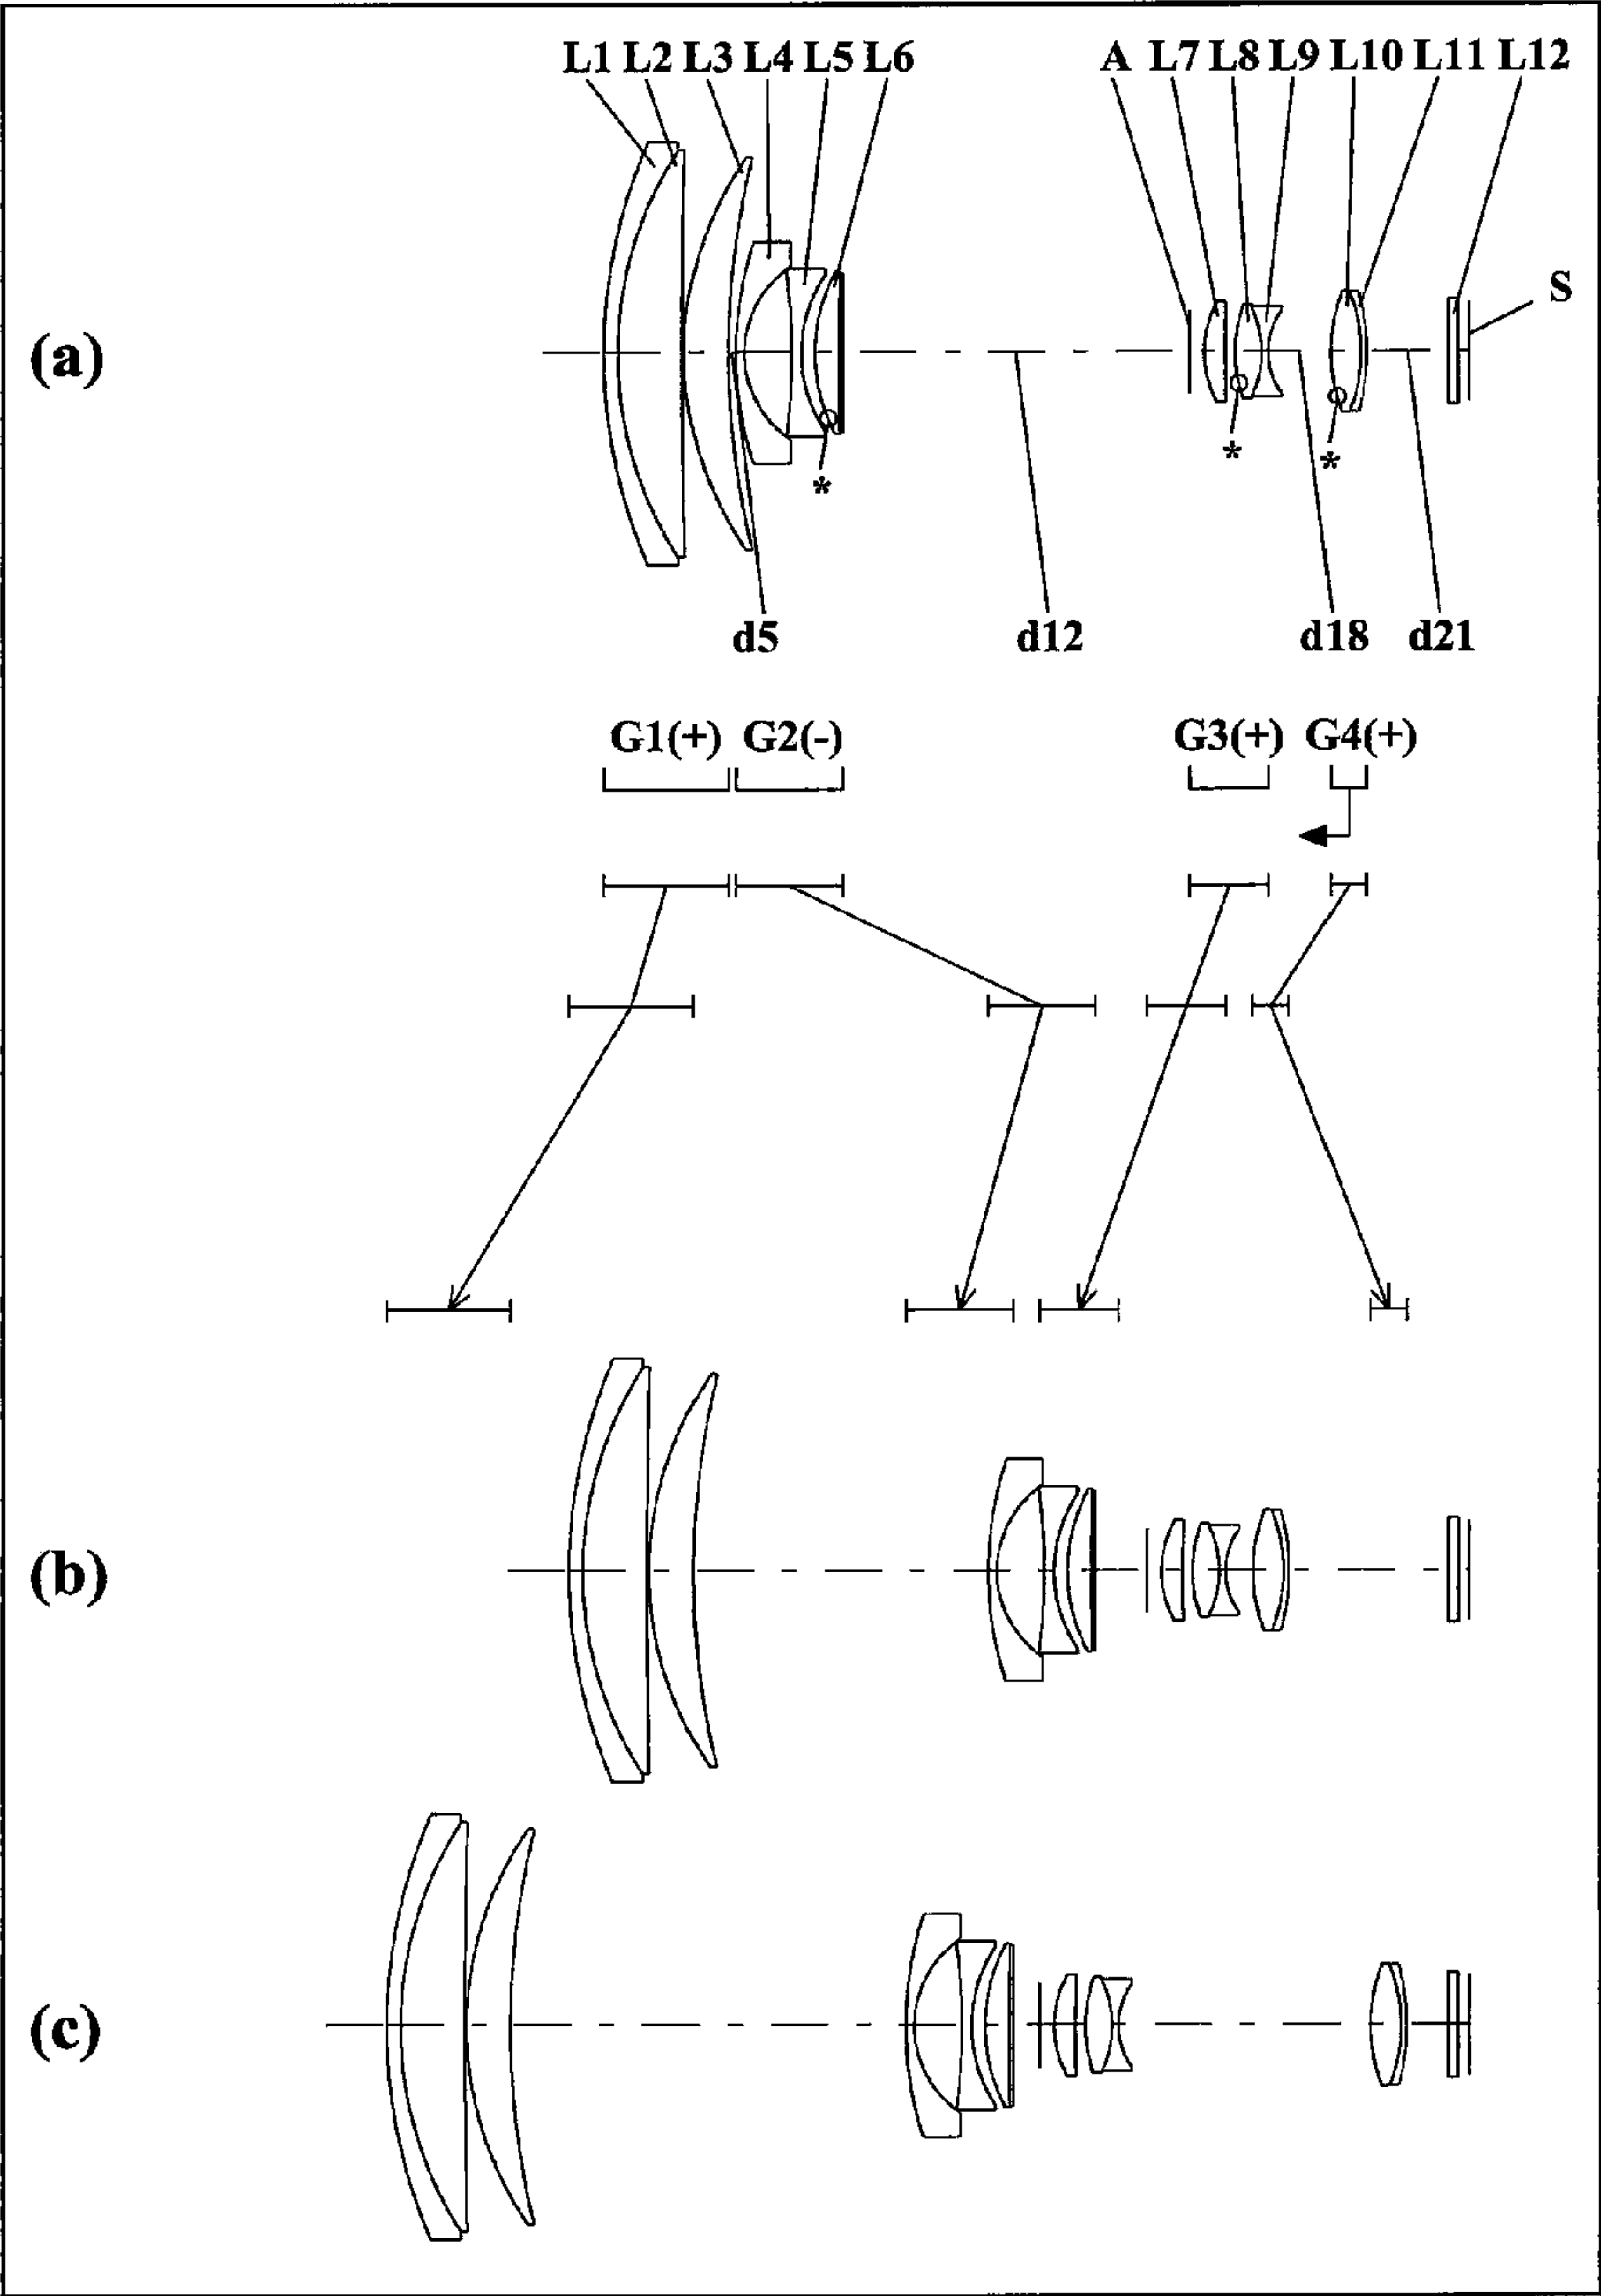 L1 L2 L3 L4 L5 L6 A L7 L8 L9 L10 L11 L12
S
(a)
* * *
d5 d12 d18 d21
G1(+) G2(-) G3(+) G4(+)
(b)
(c)